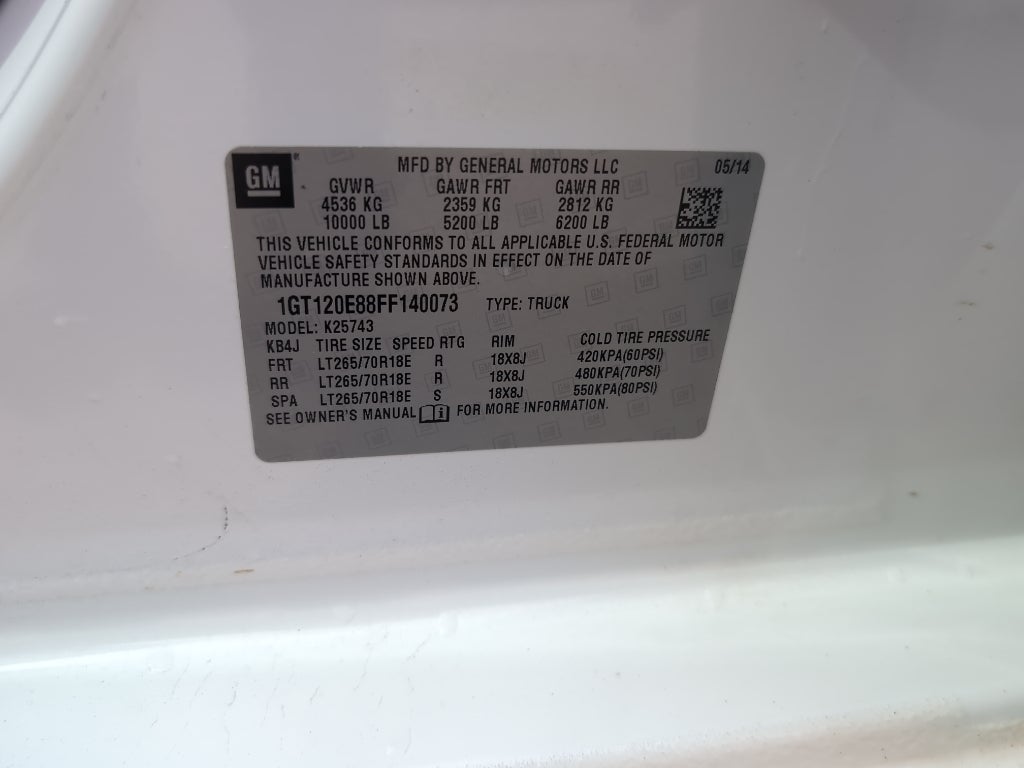 GM MFD BY GENERAL MOTORS LLC 05/14
GVWR GAWR FRT GAWR RR
4536 KG 2359 KG 2812 KG
10000 LB 5200 LB 6200 LB
THIS VEHICLE CONFORMS TO ALL APPLICABLE U.S. FEDERAL MOTOR
VEHICLE SAFETY STANDARDS IN EFFECT ON THE DATE OF
MANUFACTURE SHOWN ABOVE.
1GT120E88FF140073 TYPE: TRUCK
MODEL: K25743
KB4J TIRE SIZE SPEED RTG RIM COLD TIRE PRESSURE
FRT LT265/70R18E R 18X8J 420KPA(60PSI)
RR LT265/70R18E R 18X8J 480KPA(70PSI)
SPA LT265/70R18E S 18X8J 550KPA(80PSI)
SEE OWNER'S MANUAL i FOR MORE INFORMATION.